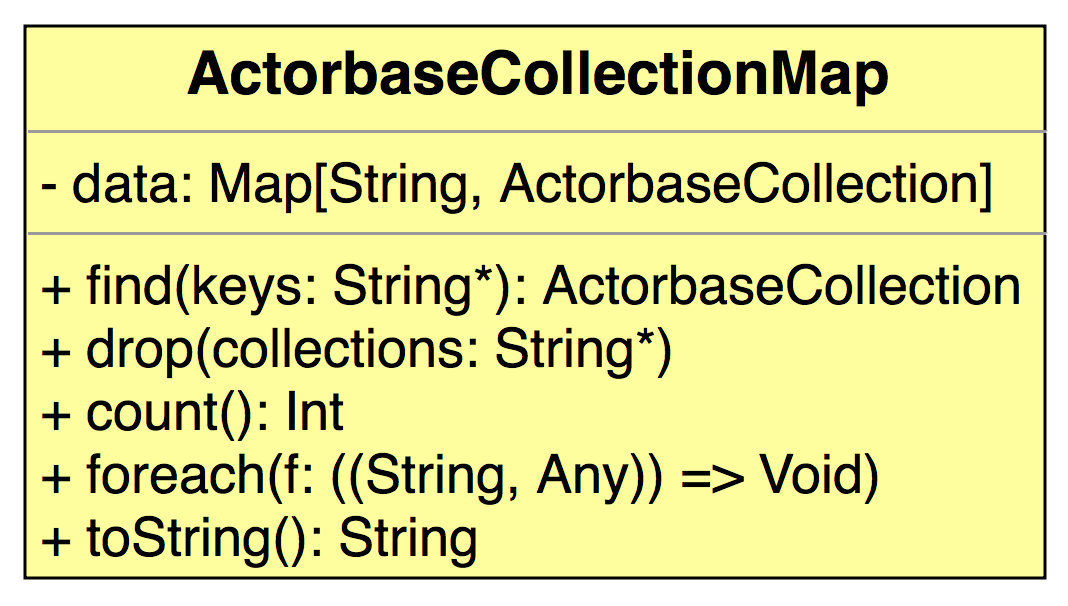 ActorbaseCollectionMap
- data: Map[String, ActorbaseCollection]
+ find(keys: String*): ActorbaseCollection
+ drop(collections: String*)
+ count(): Int
+ foreach(f: ((String, Any)) => Void)
+ toString(): String